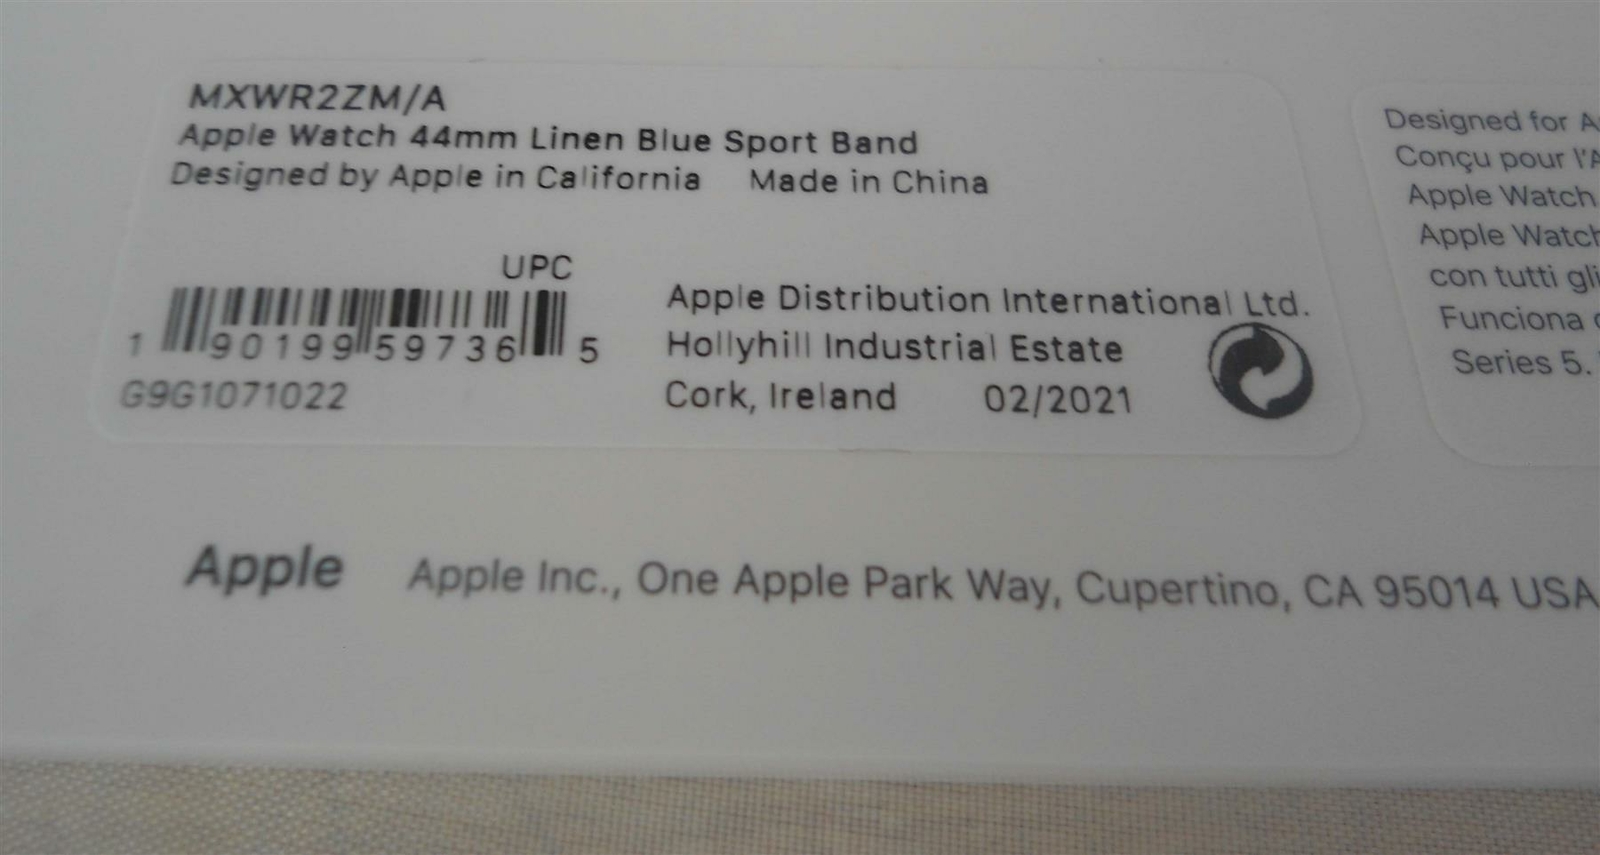 MXWR2ZM/A
Apple Watch 44mm Linen Blue Sport Band
Designed by Apple in California Made in China
UPC
1 90199 59736 5
G9G1071022
Apple Distribution International Ltd.
Hollyhill Industrial Estate
Cork, Ireland 02/2021
Designed for
Conçu pour
Apple Watch
Apple
con tutti gli
Funciona
Series 5.
Apple Apple Inc., One Apple Park Way, Cupertino, CA 95014 USA